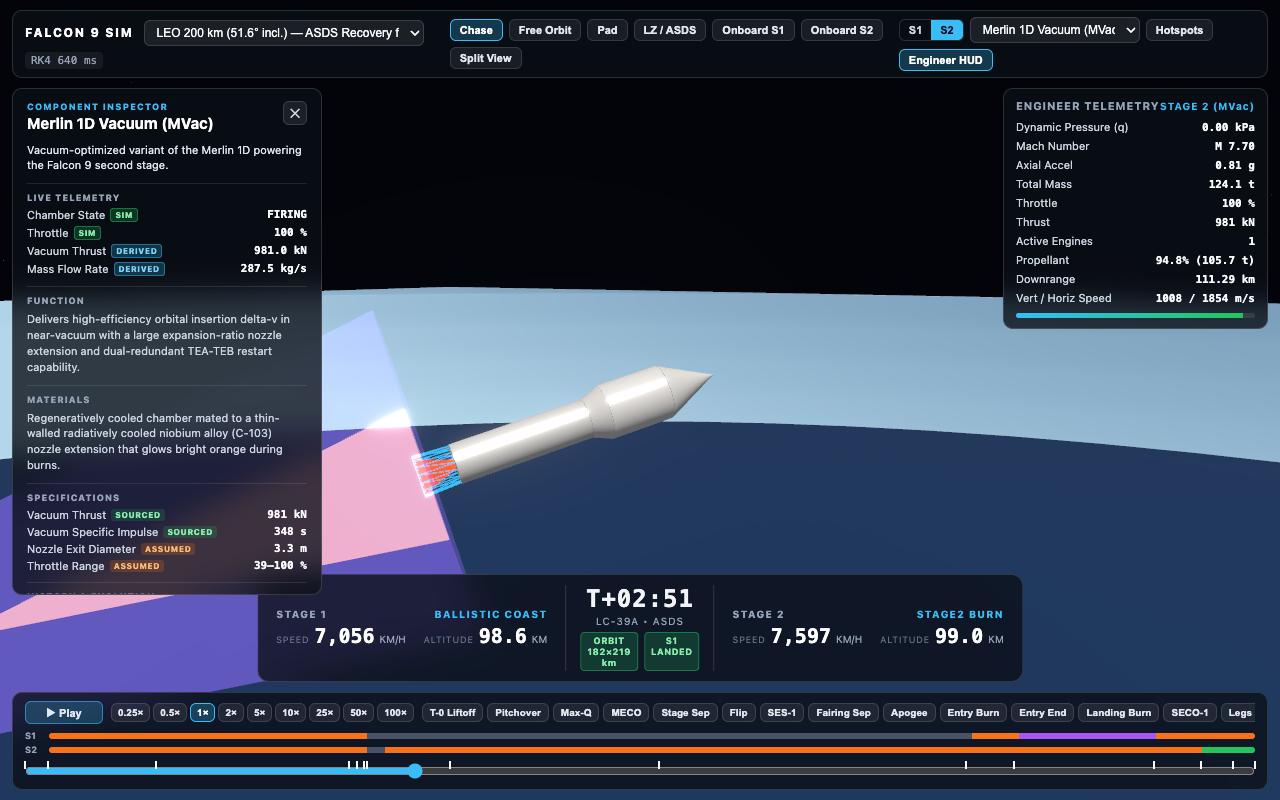 FALCON 9 SIM
LEO 200 km (51.6° incl.) — ASDS Recovery f
Chase
Free Orbit
Pad
LZ / ASDS
Onboard S1
Onboard S2
Split View
S1
S2
Merlin 1D Vacuum (MVac
Hotspots
Engineer HUD
RK4 640 ms
COMPONENT INSPECTOR
Merlin 1D Vacuum (MVac)
Vacuum-optimized variant of the Merlin 1D powering
the Falcon 9 second stage.
LIVE TELEMETRY
Chamber State SIM FIRING
Throttle SIM 100 %
Vacuum Thrust DERIVED 981.0 kN
Mass Flow Rate DERIVED 287.5 kg/s
FUNCTION
Delivers high-efficiency orbital insertion delta-v in
near-vacuum with a large expansion-ratio nozzle
extension and dual-redundant TEA-TEB restart
capability.
MATERIALS
Regeneratively cooled chamber mated to a thin-
walled radiatively cooled niobium alloy (C-103)
nozzle extension that glows bright orange during
burns.
SPECIFICATIONS
Vacuum Thrust SOURCED 981 kN
Vacuum Specific Impulse SOURCED 348 s
Nozzle Exit Diameter ASSUMED 3.3 m
Throttle Range ASSUMED 39–100 %
ENGINEER TELEMETRY STAGE 2 (MVac)
Dynamic Pressure (q) 0.00 kPa
Mach Number M 7.70
Axial Accel 0.81 g
Total Mass 124.1 t
Throttle 100 %
Thrust 981 kN
Active Engines 1
Propellant 94.8% (105.7 t)
Downrange 111.29 km
Vert / Horiz Speed 1008 / 1854 m/s
STAGE 1 BALLISTIC COAST
SPEED 7,056 KM/H ALTITUDE 98.6 KM
T+02:51
LC-39A • ASDS
ORBIT
182×219
km
S1
LANDED
STAGE 2 STAGE2 BURN
SPEED 7,597 KM/H ALTITUDE 99.0 KM
▶ Play
0.25×
0.5×
1×
2×
5×
10×
25×
50×
100×
T-0 Liftoff
Pitchover
Max-Q
MECO
Stage Sep
Flip
SES-1
Fairing Sep
Apogee
Entry Burn
Entry End
Landing Burn
SECO-1
Legs
S1
S2